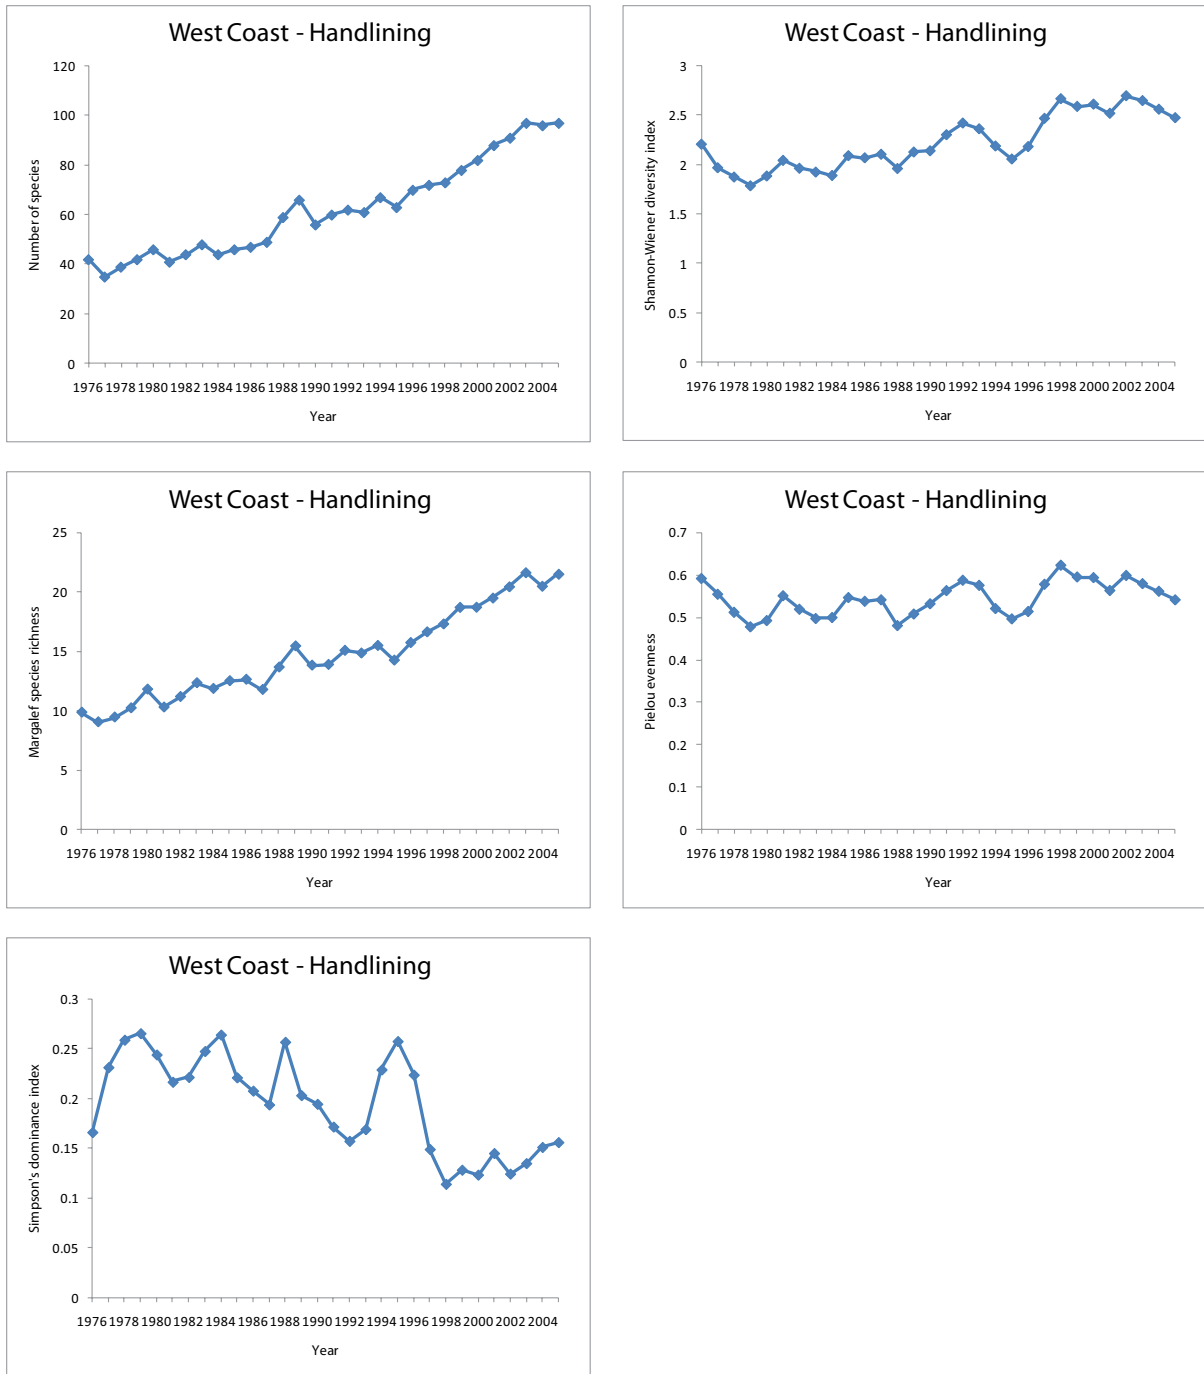 West Coast - Handlining
120
100
80
60
40
20
0
Number of species
1976 1978 1980 1982 1984 1986 1988 1990 1992 1994 1996 1998 2000 2002 2004
Year
West Coast - Handlining
3
2.5
2
1.5
1
0.5
0
Shannon-Wiener diversity index
1976 1978 1980 1982 1984 1986 1988 1990 1992 1994 1996 1998 2000 2002 2004
Year
West Coast - Handlining
25
20
15
10
5
0
Margalef species richness
1976 1978 1980 1982 1984 1986 1988 1990 1992 1994 1996 1998 2000 2002 2004
Year
West Coast - Handlining
0.7
0.6
0.5
0.4
0.3
0.2
0.1
0
Pielou evenness
1976 1978 1980 1982 1984 1986 1988 1990 1992 1994 1996 1998 2000 2002 2004
Year
West Coast - Handlining
0.3
0.25
0.2
0.15
0.1
0.05
0
Simpson's dominance index
1976 1978 1980 1982 1984 1986 1988 1990 1992 1994 1996 1998 2000 2002 2004
Year